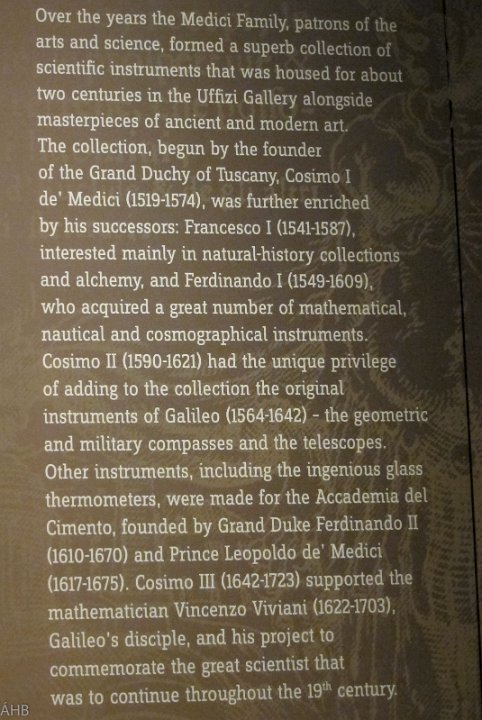 Over the years the Medici Family, patrons of the
arts and science, formed a superb collection of
scientific instruments that was housed for about
two centuries in the Uffizi Gallery alongside
masterpieces of ancient and modern art.
The collection, begun by the founder
of the Grand Duchy of Tuscany, Cosimo I
de' Medici (1519-1574), was further enriched
by his successors: Francesco I (1541-1587),
interested mainly in natural-history collections
and alchemy, and Ferdinando I (1549-1609),
who acquired a great number of mathematical,
nautical and cosmographical instruments.
Cosimo II (1590-1621) had the unique privilege
of adding to the collection the original
instruments of Galileo (1564-1642) - the geometric
and military compasses and the telescopes.
Other instruments, including the ingenious glass
thermometers, were made for the Accademia del
Cimento, founded by Grand Duke Ferdinando II
(1610-1670) and Prince Leopoldo de' Medici
(1617-1675). Cosimo III (1642-1723) supported the
mathematician Vincenzo Viviani (1622-1703),
Galileo's disciple, and his project to
commemorate the great scientist that
was to continue throughout the 19th century.
ÁHB